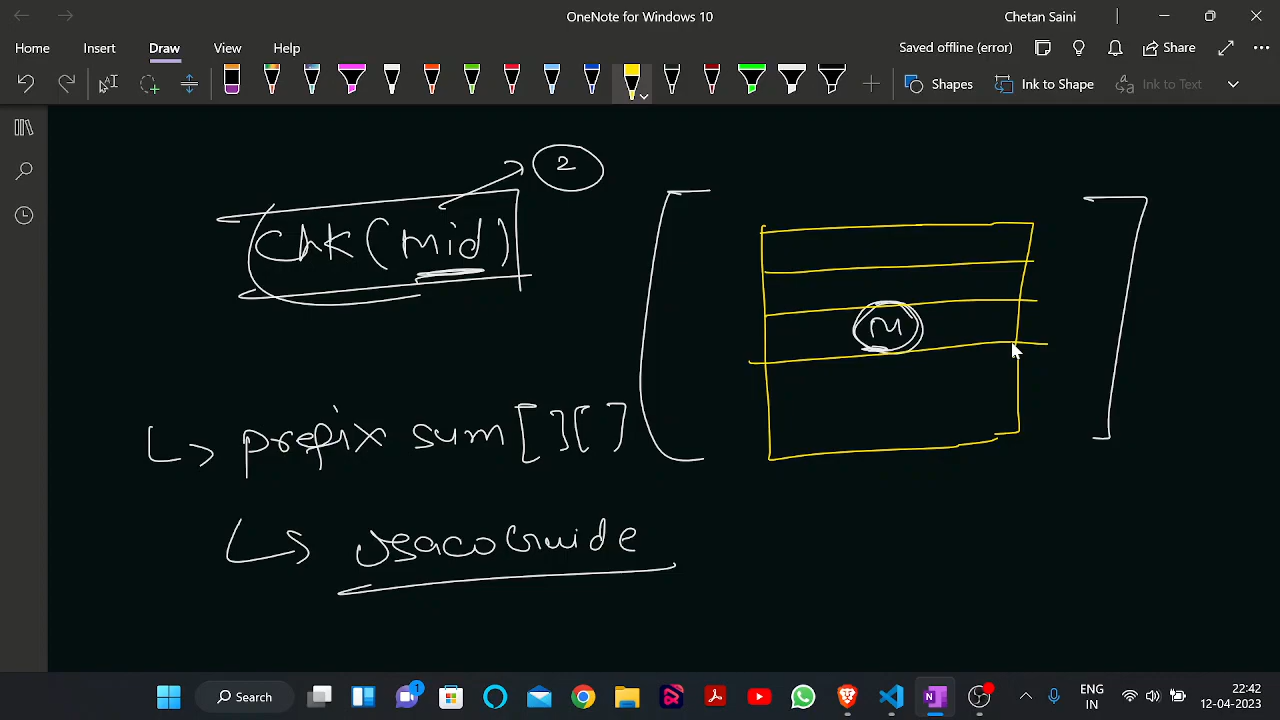 OneNote for Windows 10
Chetan Saini
Home Insert Draw View Help
Saved offline (error)
Share
Shapes
Ink to Shape
Ink to Text
2
Chk(mid)
M
prefix sum[][]
usacoGuide
Search
ENG
IN
22:42
12-04-2023